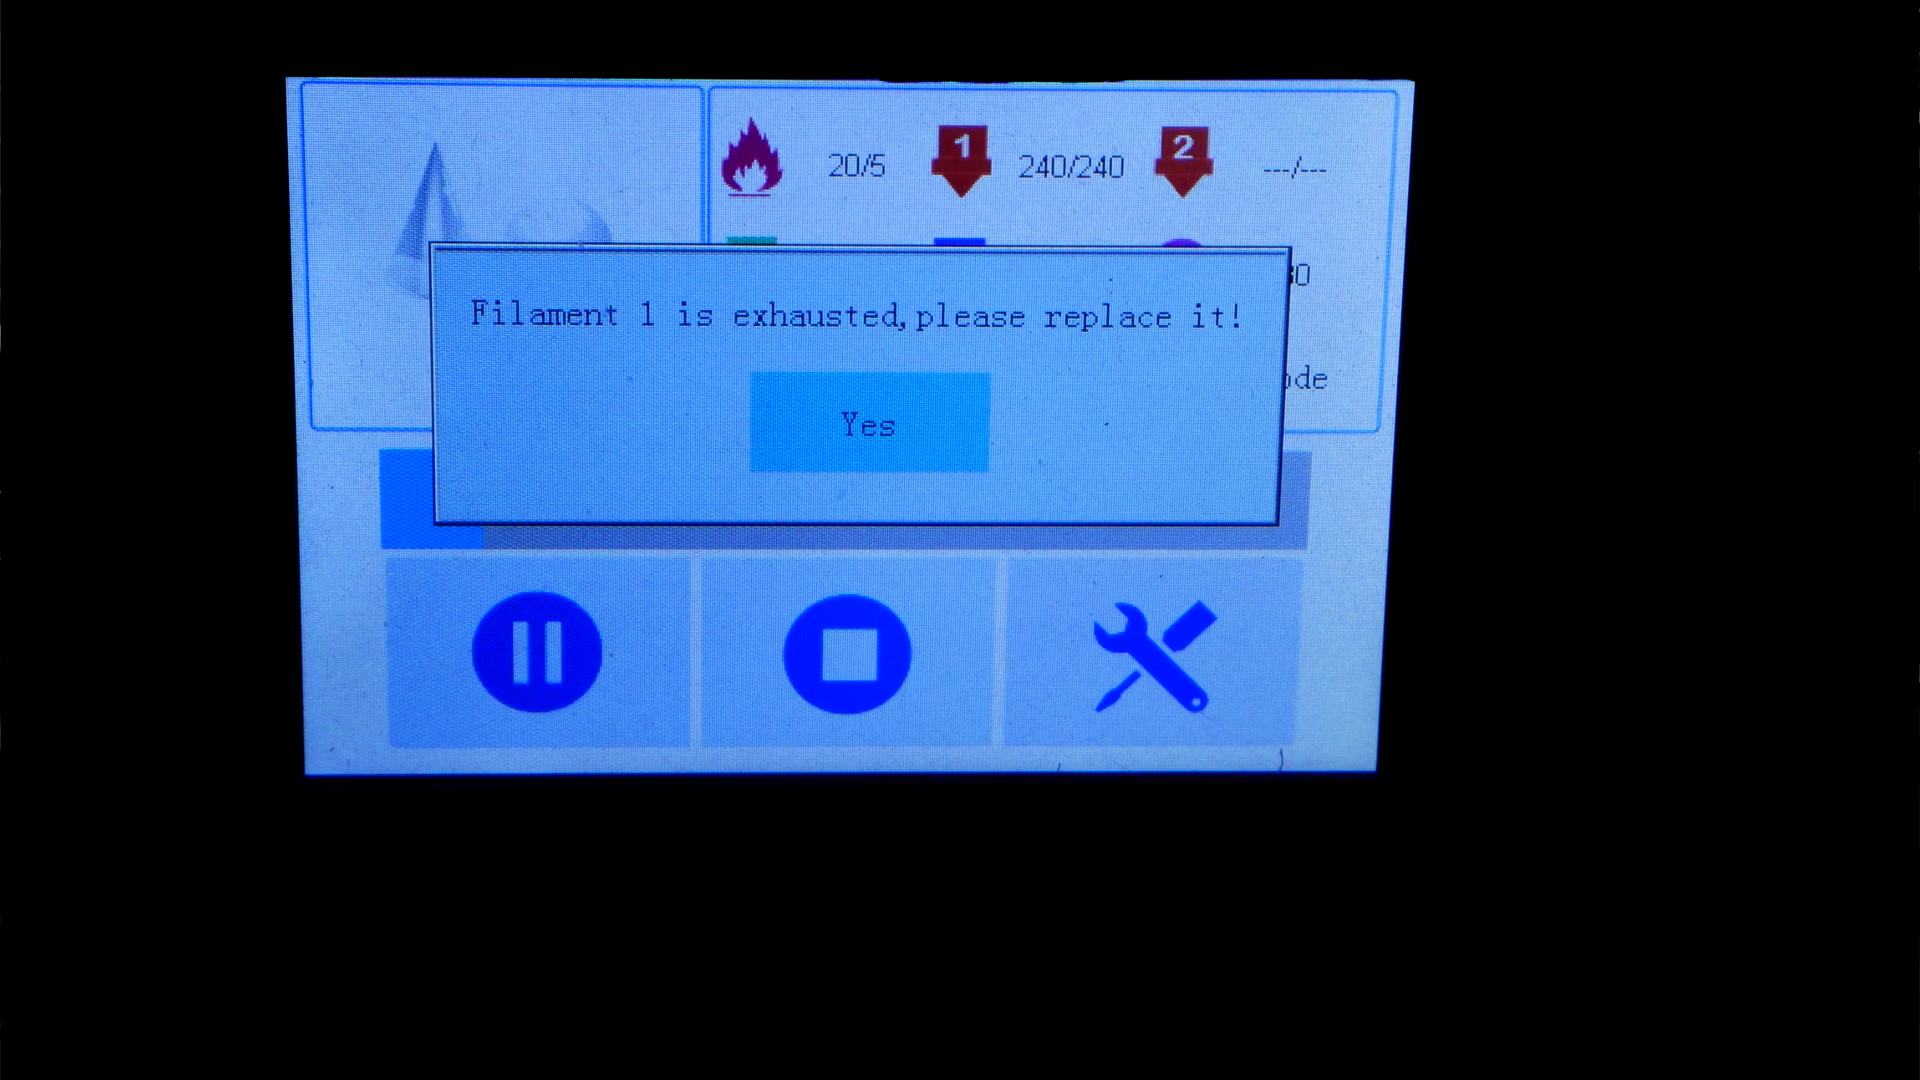 20/5 1 240/240 2 ---/---
Filament 1 is exhausted,please replace it!
Yes